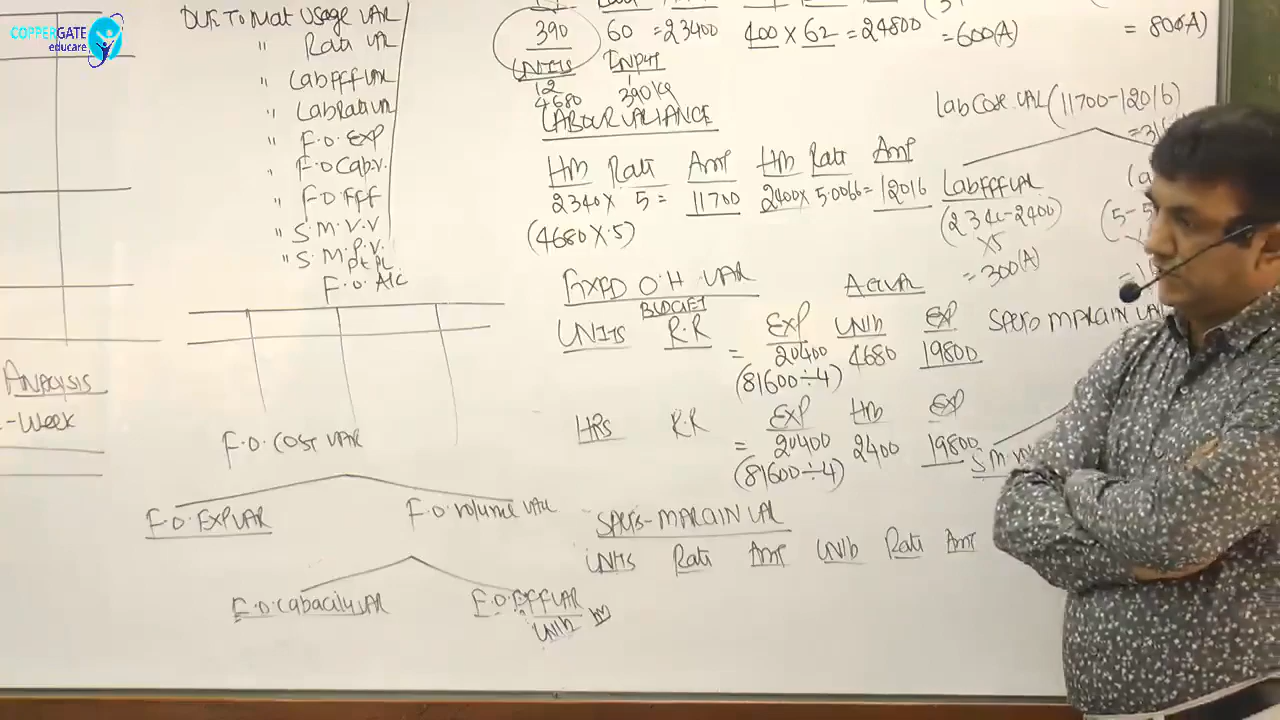 COPPERGATE
educare
DUE To Mat Usage VAR
" Rate VAR
" Lab Eff VAR
" Lab Rate VAR
" F.O. EXP
" F.O Cap.V.
" F.O. Eff
" S.M.V.V
" S.M.P.V.
F.O. A/C
ANALYSIS
-Week
F.O. COST VAR
F.O. EXP VAR
F.O. Volume VAR
F.O. Capacity VAR
F.O. EFF VAR
Units
390 60 = 23400 400 x 62 = 24800 = 600(A) = 800(A)
UNITS INPUT
12 1
4680 390kg
LABOUR VARIANCE
Lab Cost VAR (11700-12016)
Hrs Rate Amt Hrs Rate Amt
2340 x 5 = 11700 2400 x 5.0066 = 12016
(4680 x .5)
Lab Eff VAR
(2340-2400)
x5
= 300(A)
FIXED O.H. VAR
BUDGET
Actual
UNITS R.R Exp Units Exp
= 20400 4680 19800
(81600÷4)
SALES MARGIN VAR
HRS R.R Exp Hrs Exp
= 20400 2400 19800
(81600÷4)
SALES-MARGIN VAR
UNITS Rate Amt Units Rate Amt